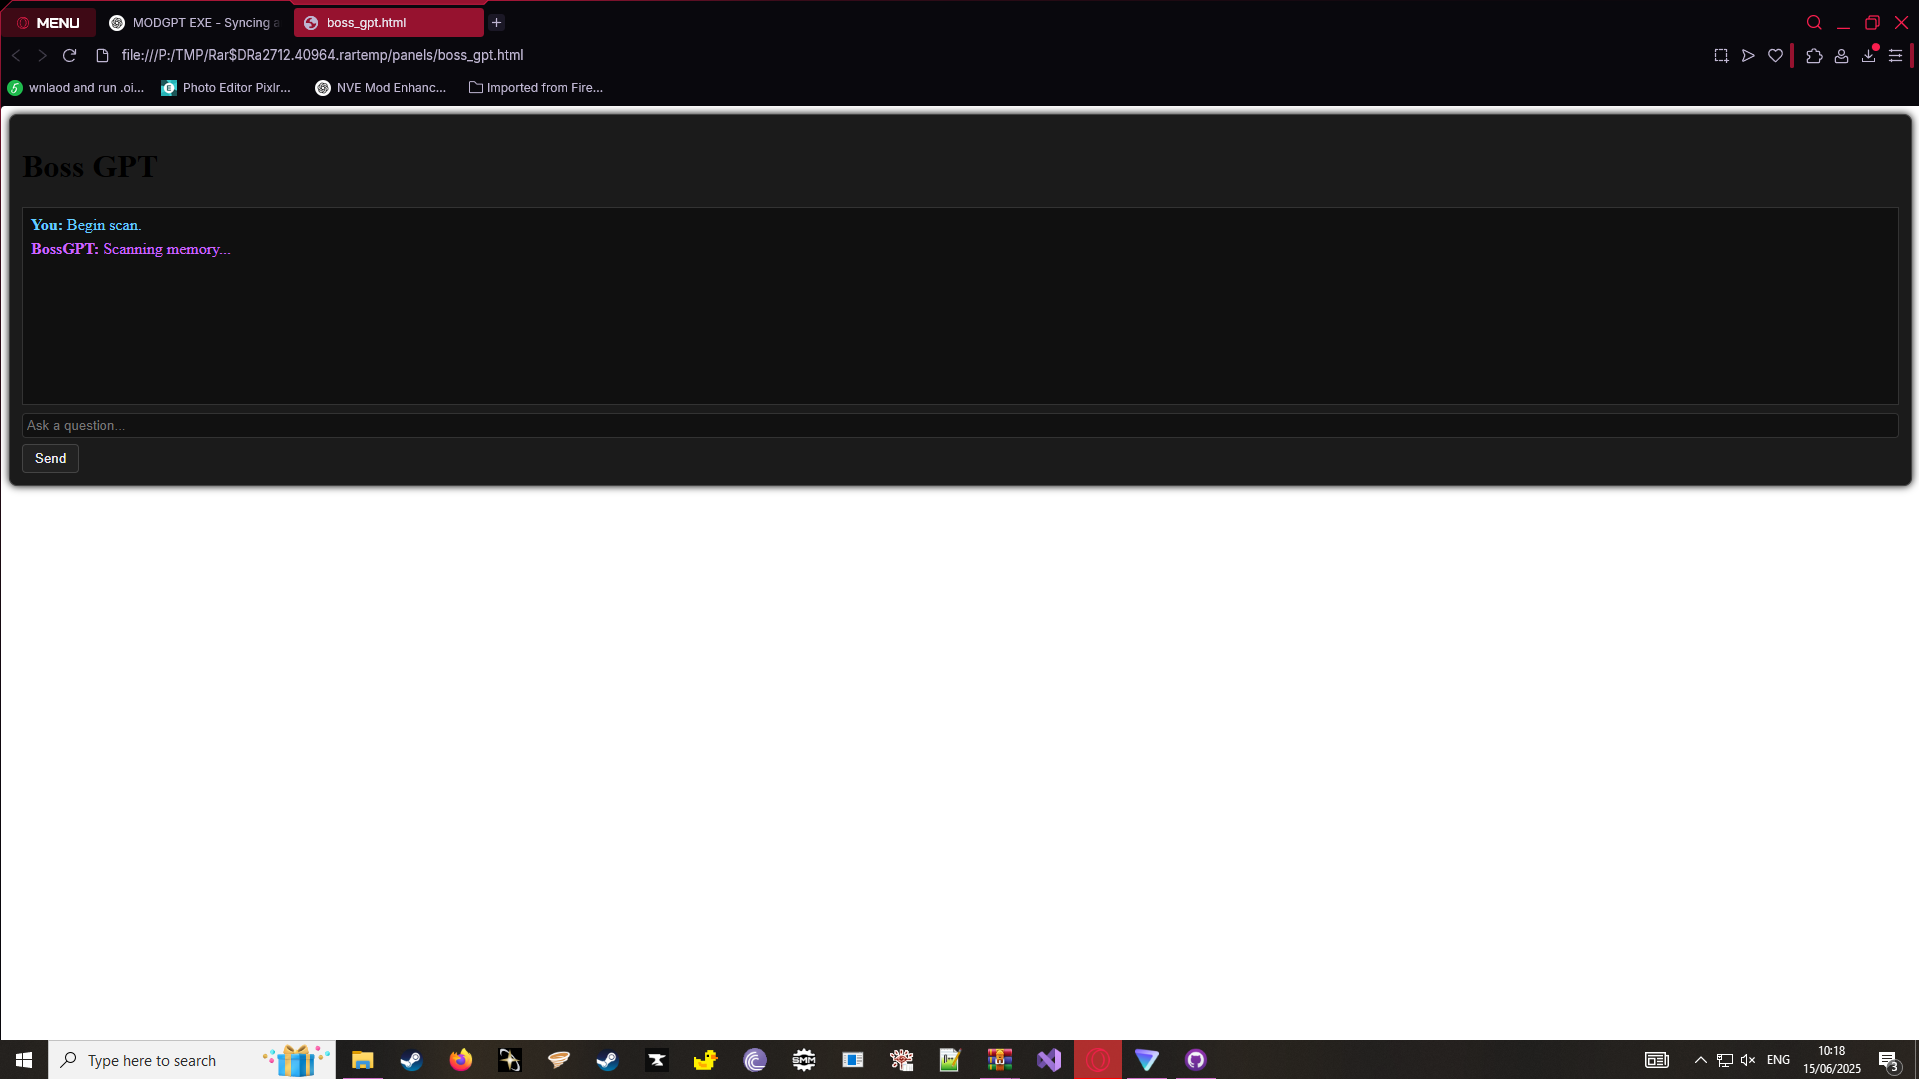 MENU
MODGPT EXE - Syncing a
boss_gpt.html
file:///P:/TMP/Rar$DRa2712.40964.rartemp/panels/boss_gpt.html
wnlaod and run .oi...
Photo Editor Pixlr...
NVE Mod Enhanc...
Imported from Fire...
Boss GPT
You: Begin scan.
BossGPT: Scanning memory...
Ask a question...
Send
Type here to search
SMM
ENG
10:18
15/06/2025
3